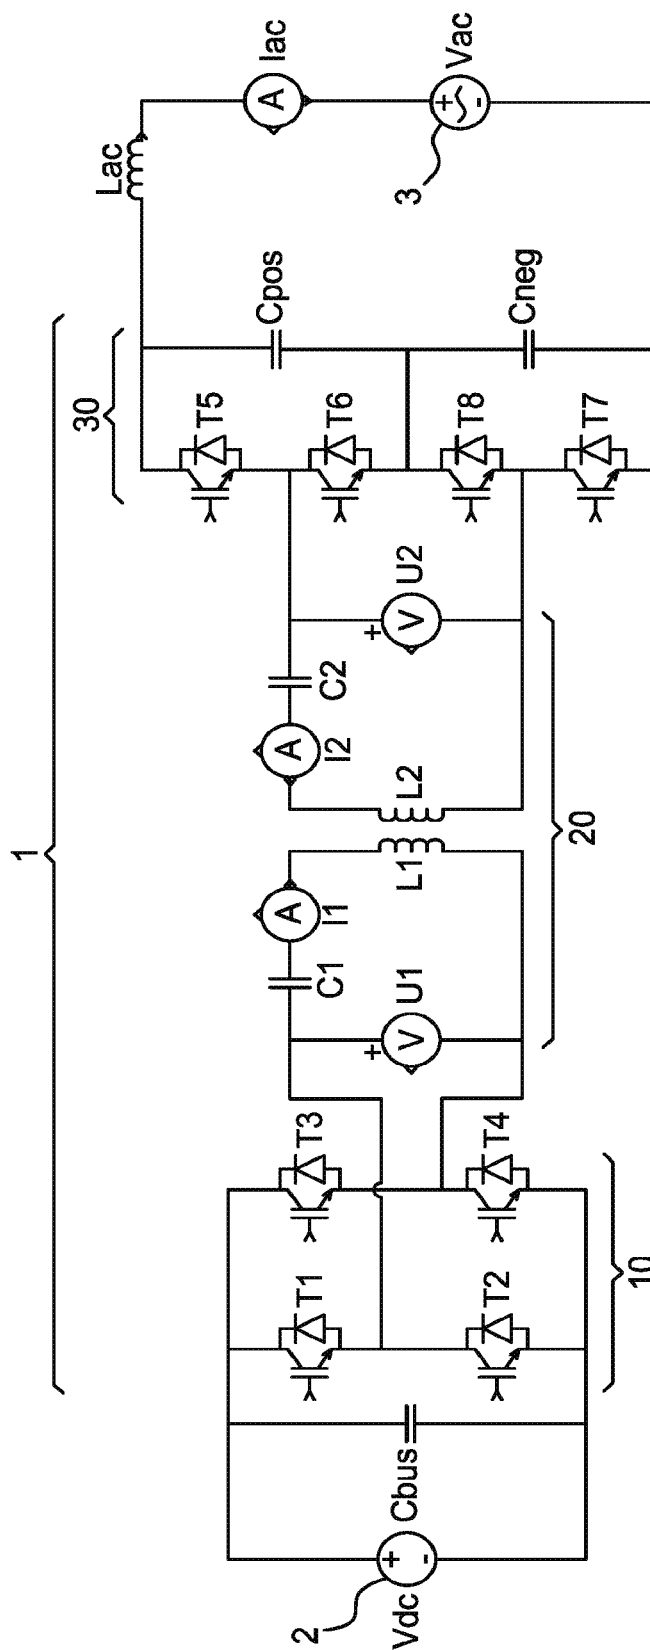 1
30
Lac
A
Iac
Cpos
Vac
3
T5
T6
T8
T7
Cneg
C1
A
I1
L1
L2
A
I2
C2
V
U1
+
V
U2
+
20
T1
T3
T2
T4
10
Cbus
2
Vdc
+
-
+
-